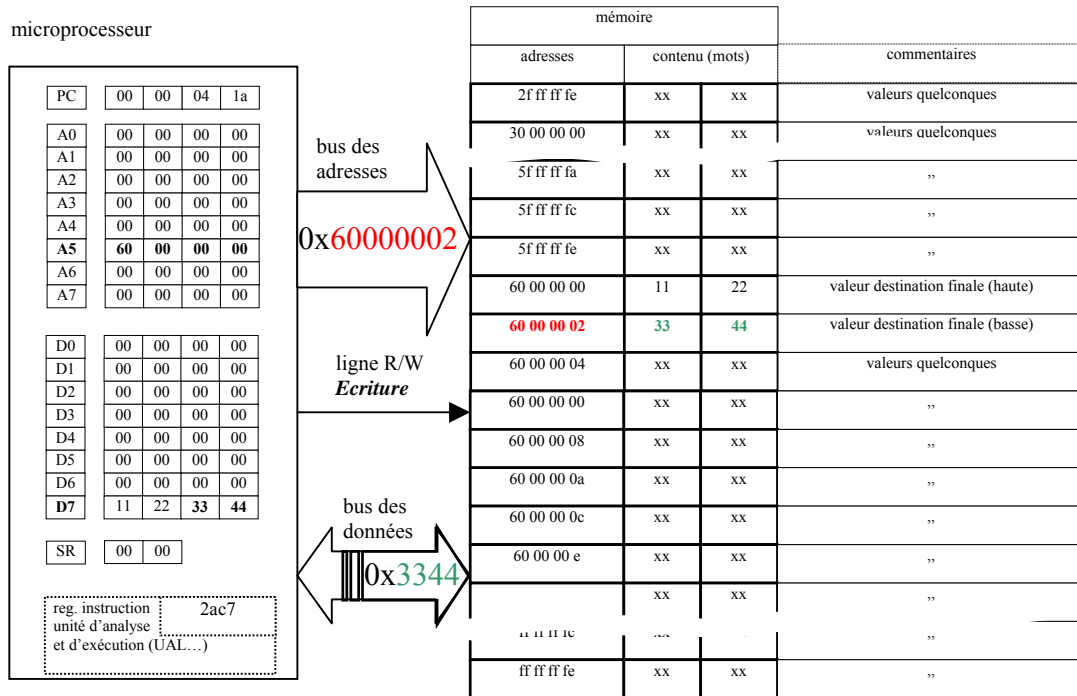 microprocesseur
PC 00 00 04 1a
A0 00 00 00 00
A1 00 00 00 00
A2 00 00 00 00
A3 00 00 00 00
A4 00 00 00 00
A5 60 00 00 00
A6 00 00 00 00
A7 00 00 00 00
D0 00 00 00 00
D1 00 00 00 00
D2 00 00 00 00
D3 00 00 00 00
D4 00 00 00 00
D5 00 00 00 00
D6 00 00 00 00
D7 11 22 33 44
SR 00 00
reg. instruction 2ac7
unité d'analyse
et d'exécution (UAL…)
bus des
adresses
0x60000002
ligne R/W
Ecriture
bus des
données
0x3344
mémoire
adresses contenu (mots) commentaires
2f ff ff fe xx xx valeurs quelconques
30 00 00 00 xx xx valeurs quelconques
5f ff ff fa xx xx ,,
5f ff ff fc xx xx ,,
5f ff ff fe xx xx ,,
60 00 00 00 11 22 valeur destination finale (haute)
60 00 00 02 33 44 valeur destination finale (basse)
60 00 00 04 xx xx valeurs quelconques
60 00 00 00 xx xx ,,
60 00 00 08 xx xx ,,
60 00 00 0a xx xx ,,
60 00 00 0c xx xx ,,
60 00 00 e xx xx ,,
xx xx ,,
ff ff ff fc xx ,,
ff ff ff fe xx xx ,,